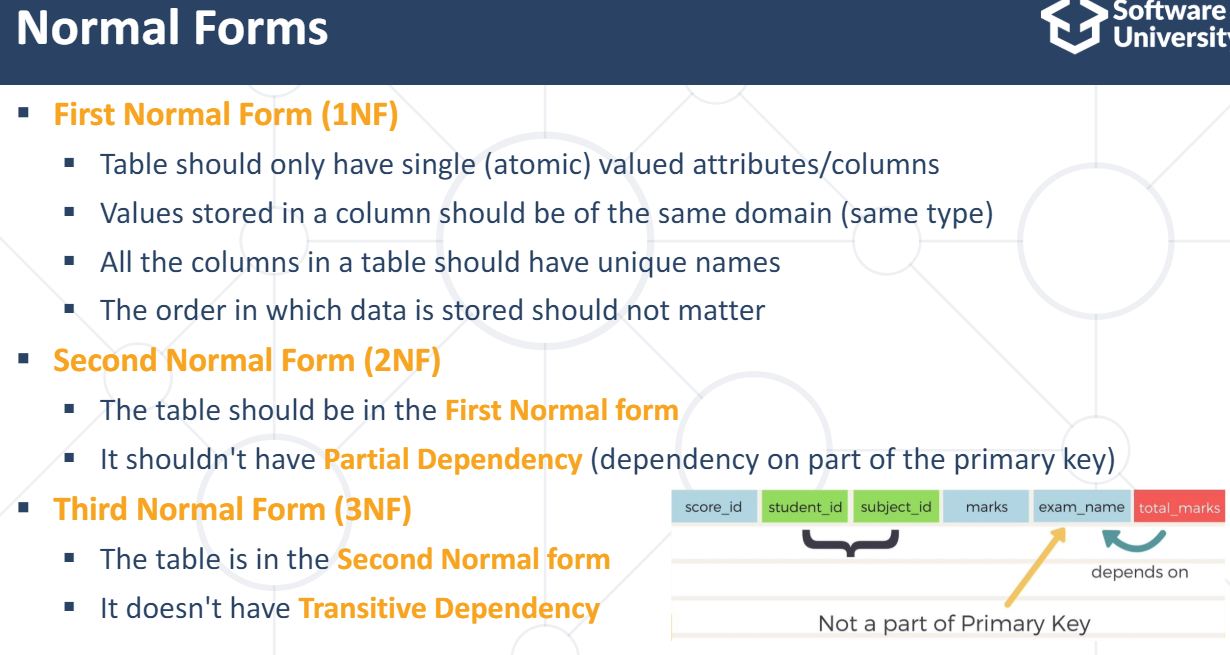 Normal Forms
Software
Universit
▪ First Normal Form (1NF)
▪ Table should only have single (atomic) valued attributes/columns
▪ Values stored in a column should be of the same domain (same type)
▪ All the columns in a table should have unique names
▪ The order in which data is stored should not matter
▪ Second Normal Form (2NF)
▪ The table should be in the First Normal form
▪ It shouldn't have Partial Dependency (dependency on part of the primary key)
▪ Third Normal Form (3NF)
▪ The table is in the Second Normal form
▪ It doesn't have Transitive Dependency
score_id student_id subject_id marks exam_name total_marks
depends on
Not a part of Primary Key